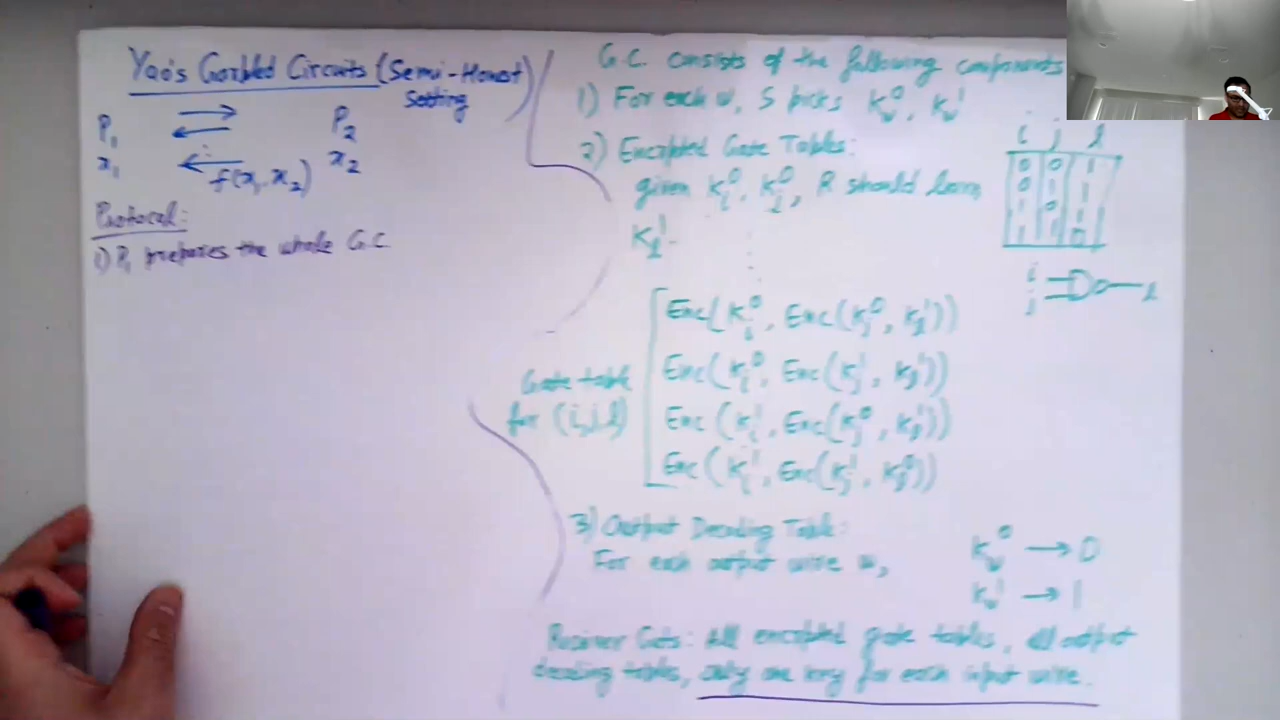 Yao's Garbled Circuits (Semi-Honest
Setting)
P₁ ⇄ P₂
x₁ ← x₂
f(x₁, x₂)
Protocol:
1) P₁ prepares the whole G.C.
G.C. consists of the following components
1) For each w, S picks K_w^0, K_w^1
2) Encrypted Gate Tables:
given K_i^0, K_j^0, R should learn
K_l^1.
i j l
0 0 1
0 1 1
1 0 1
1 1 0
i
j l
Gate table
for (i,j,l)
Enc(K_i^0, Enc(K_j^0, K_l^1))
Enc(K_i^0, Enc(K_j^1, K_l^1))
Enc(K_i^1, Enc(K_j^0, K_l^1))
Enc(K_i^1, Enc(K_j^1, K_l^0))
3) Output Decoding Table:
For each output wire w, K_w^0 → 0
K_w^1 → 1
Receiver Gets: All encrypted gate tables, all output
decoding tables, only one key for each input wire.